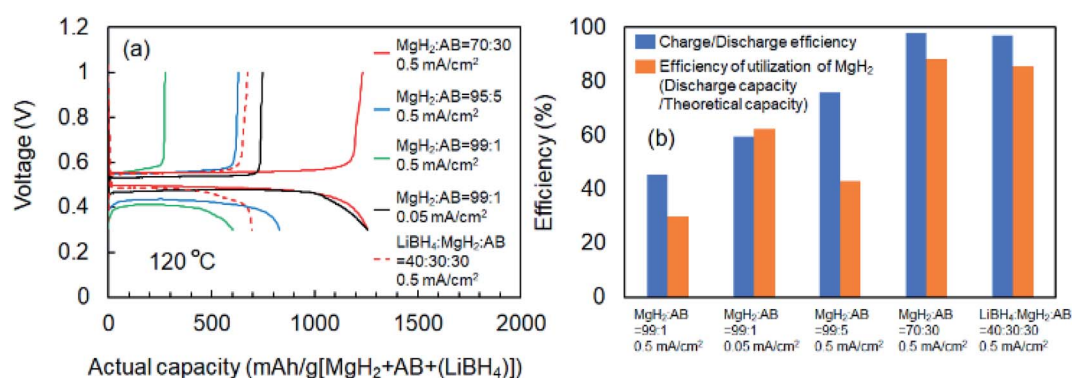 1.2
1
0.8
0.6
0.4
0.2
0
Voltage (V)
(a)
120 °C
MgH2:AB=70:30
0.5 mA/cm2
MgH2:AB=95:5
0.5 mA/cm2
MgH2:AB=99:1
0.5 mA/cm2
MgH2:AB=99:1
0.05 mA/cm2
LiBH4:MgH2:AB
=40:30:30
0.5 mA/cm2
0 500 1000 1500 2000
Actual capacity (mAh/g[MgH2+AB+(LiBH4)])
100
80
60
40
20
0
Efficiency (%)
Charge/Discharge efficiency
Efficiency of utilization of MgH2
(Discharge capacity
/Theoretical capacity)
(b)
MgH2:AB
=99:1
0.5 mA/cm2
MgH2:AB
=99:1
0.05 mA/cm2
MgH2:AB
=99:5
0.5 mA/cm2
MgH2:AB
=70:30
0.5 mA/cm2
LiBH4:MgH2:AB
=40:30:30
0.5 mA/cm2